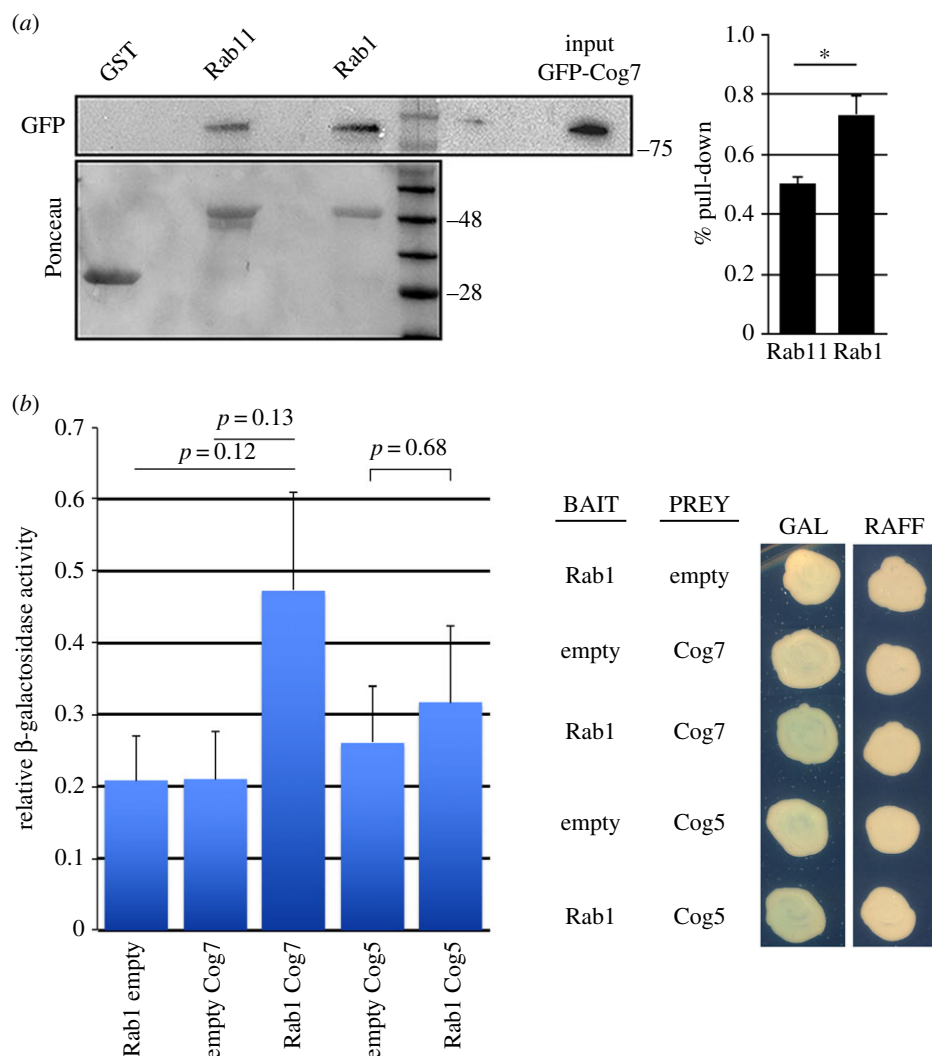 (a)
GST
Rab11
Rab1
input
GFP-Cog7
GFP
–75
Ponceau
–48
–28
% pull-down
1.0
0.8
0.6
0.4
0.2
0
*
Rab11 Rab1
(b)
relative β-galactosidase activity
0.7
0.6
0.5
0.4
0.3
0.2
0.1
0
p = 0.13
p = 0.12
p = 0.68
Rab1 empty
empty Cog7
Rab1 Cog7
empty Cog5
Rab1 Cog5
BAIT PREY GAL RAFF
Rab1 empty
empty Cog7
Rab1 Cog7
empty Cog5
Rab1 Cog5